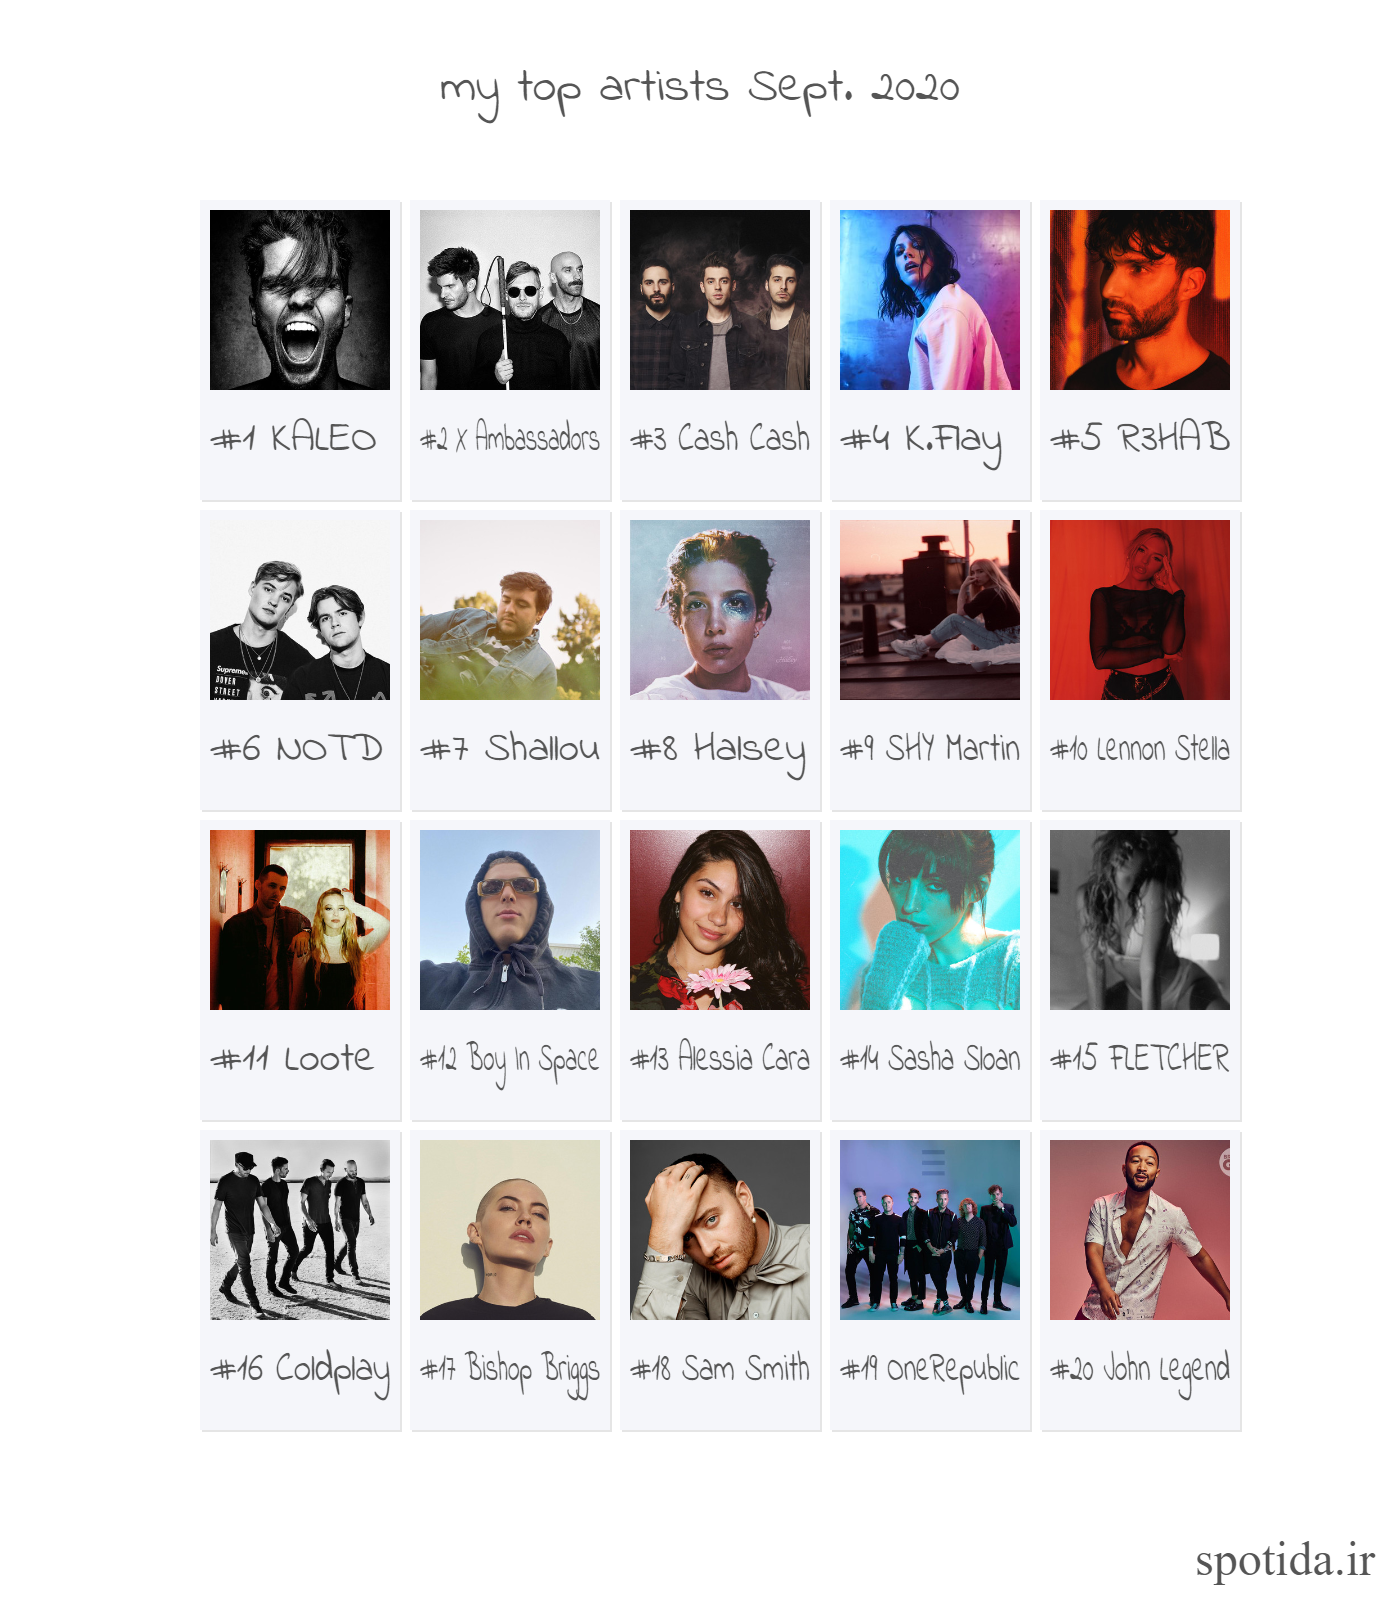 my top artists Sept. 2020
#1 KALEO
#2 X Ambassadors
#3 Cash Cash
#4 K.Flay
#5 R3HAB
Supreme
DOVER
STREET
#6 NOTD
#7 Shallou
#8 Halsey
#9 SHY Martin
#10 Lennon Stella
#11 Loote
#12 Boy In Space
#13 Alessia Cara
#14 Sasha Sloan
#15 FLETCHER
#16 Coldplay
#17 Bishop Briggs
#18 Sam Smith
#19 OneRepublic
#20 John Legend
spotida.ir